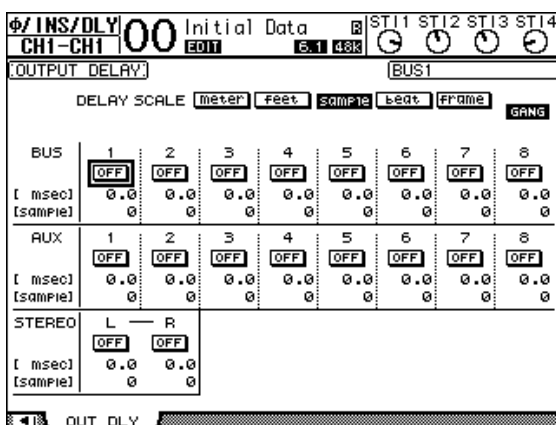 Φ/INS/DLY 00 Initial Data R STI1 STI2 STI3 STI4
CH1-CH1 EDIT 6.1 48k
OUTPUT DELAY BUS1
DELAY SCALE meter feet sample beat frame GANG
BUS 1 2 3 4 5 6 7 8
OFF OFF OFF OFF OFF OFF OFF OFF
[ msec] 0.0 0.0 0.0 0.0 0.0 0.0 0.0 0.0
[sample] 0 0 0 0 0 0 0 0
AUX 1 2 3 4 5 6 7 8
OFF OFF OFF OFF OFF OFF OFF OFF
[ msec] 0.0 0.0 0.0 0.0 0.0 0.0 0.0 0.0
[sample] 0 0 0 0 0 0 0 0
STEREO L — R
OFF OFF
[ msec] 0.0 0.0
[sample] 0 0
OUT DLY